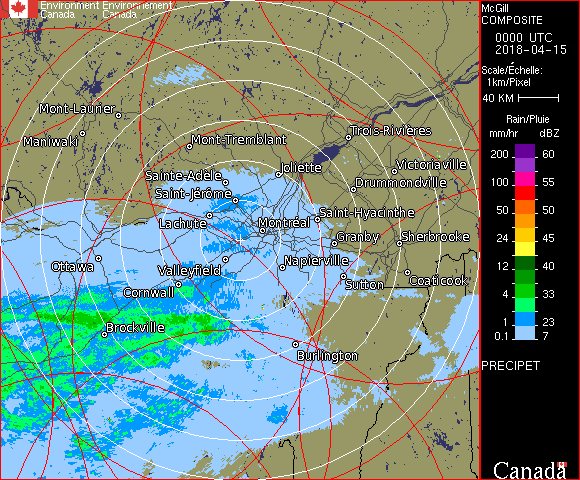 Environment Environnement
Canada Canada
McGill
COMPOSITE
0000 UTC
2018-04-15
Scale/Échelle:
1km/Pixel
40 KM
Rain/Pluie
mm/hr dBZ
200 60
100 55
50 50
24 45
12 40
4 33
1 23
0.1 7
PRECIPET
Canada
Mont-Laurier
Maniwaki
Mont-Tremblant
Trois-Rivières
Joliette
Victoriaville
Sainte-Adèle
Drummondville
Saint-Jérôme
Saint-Hyacinthe
Lachute
Montréal
Granby
Sherbrooke
Ottawa
Valleyfield
Napierville
Cornwall
Sutton
Coaticook
Brockville
Burlington